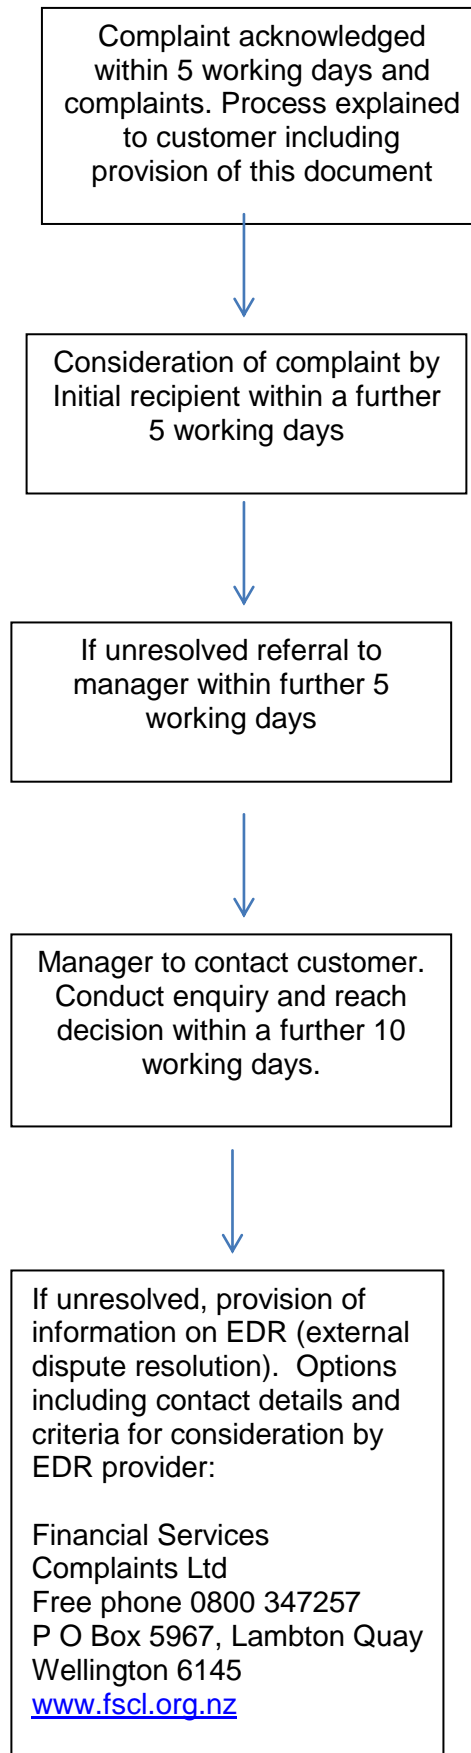 Complaint acknowledged
within 5 working days and
complaints. Process explained
to customer including
provision of this document
Consideration of complaint by
Initial recipient within a further
5 working days
If unresolved referral to
manager within further 5
working days
Manager to contact customer.
Conduct enquiry and reach
decision within a further 10
working days.
If unresolved, provision of
information on EDR (external
dispute resolution).  Options
including contact details and
criteria for consideration by
EDR provider:
Financial Services
Complaints Ltd
Free phone 0800 347257
P O Box 5967, Lambton Quay
Wellington 6145
www.fscl.org.nz